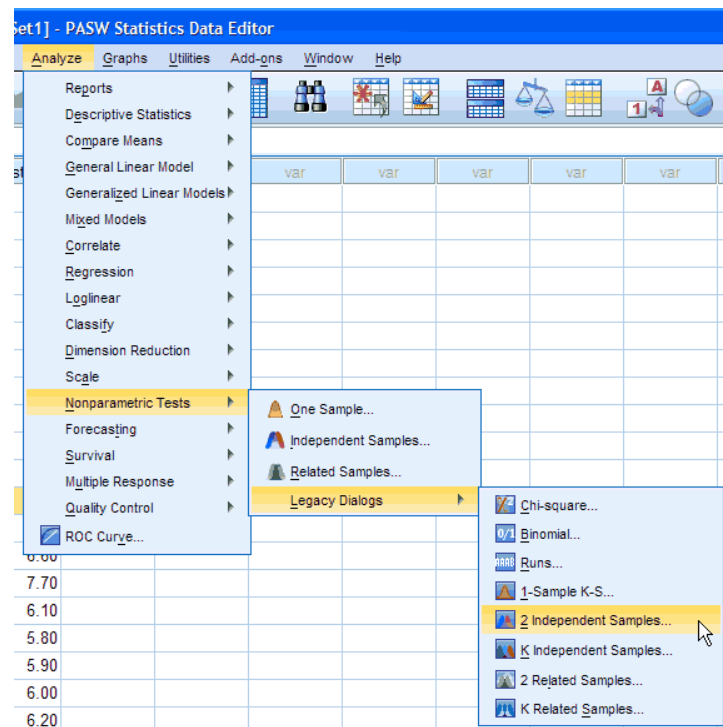 Set1] - PASW Statistics Data Editor
Analyze Graphs Utilities Add-ons Window Help
var var var var var
Reports
Descriptive Statistics
Compare Means
General Linear Model
Generalized Linear Models
Mixed Models
Correlate
Regression
Loglinear
Classify
Dimension Reduction
Scale
Nonparametric Tests
Forecasting
Survival
Multiple Response
Quality Control
ROC Curve...
One Sample...
Independent Samples...
Related Samples...
Legacy Dialogs
Chi-square...
Binomial...
Runs...
1-Sample K-S...
2 Independent Samples...
K Independent Samples...
2 Related Samples...
K Related Samples...
6.60
7.70
6.10
5.80
5.90
6.00
6.20